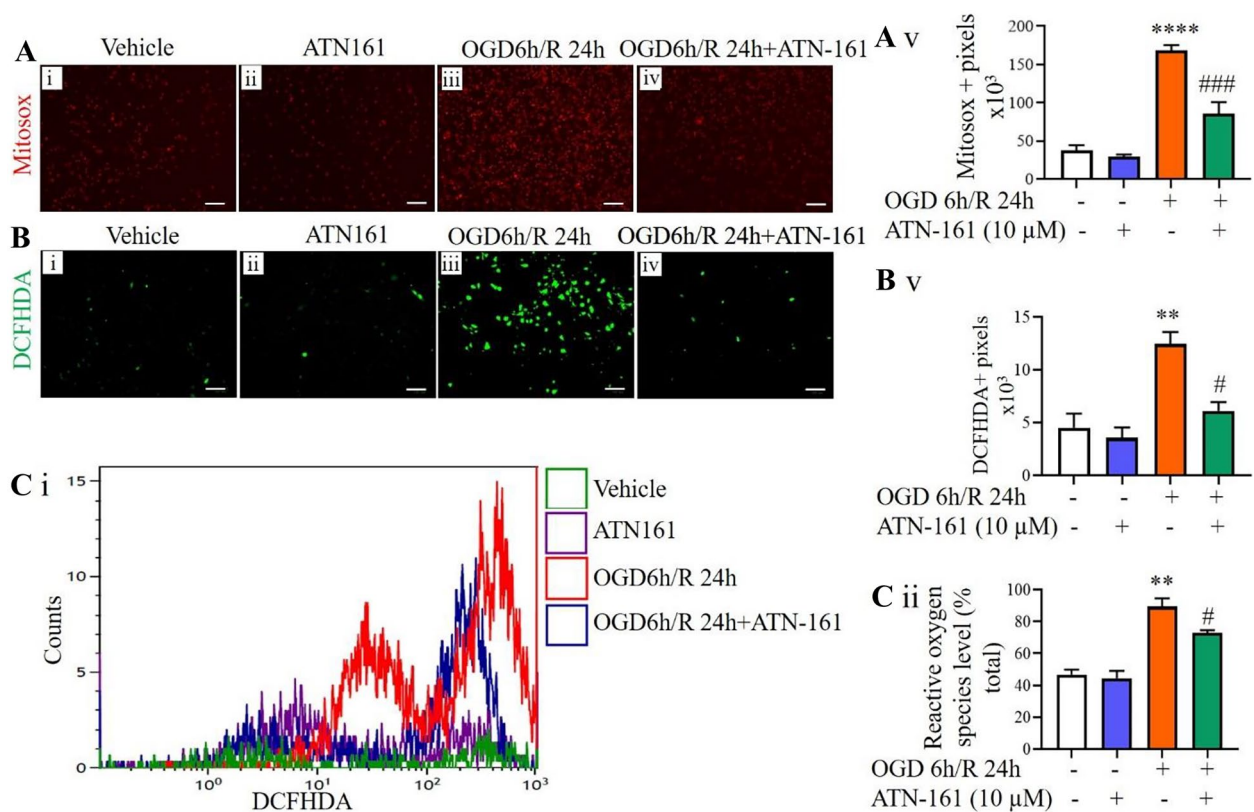 A
Vehicle
ATN161
OGD6h/R 24h
OGD6h/R 24h+ATN-161
Mitosox
i
ii
iii
iv
B
Vehicle
ATN161
OGD6h/R 24h
OGD6h/R 24h+ATN-161
DCFHDA
i
ii
iii
iv
C i
15
10
5
0
Counts
10⁰
10¹
10²
10³
DCFHDA
Vehicle
ATN161
OGD6h/R 24h
OGD6h/R 24h+ATN-161
A v
Mitosox + pixels
x10³
200
150
100
50
0
****
###
OGD 6h/R 24h - - + +
ATN-161 (10 µM) - + - +
B v
DCFHDA+ pixels
x10³
15
10
5
0
**
#
OGD 6h/R 24h - - + +
ATN-161 (10 µM) - + - +
C ii
Reactive oxygen
species level (%
total)
100
80
60
40
20
0
**
#
OGD 6h/R 24h - - + +
ATN-161 (10 µM) - + - +